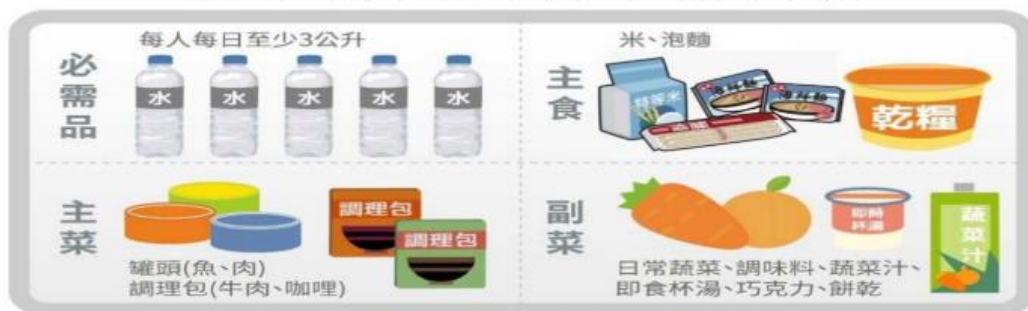 必需品
每人每日至少3公升
水
水
水
水
水
主食
米、泡麵
乾糧
主菜
調理包
調理包
罐頭(魚、肉)
調理包(牛肉、咖哩)
副菜
即時
杯湯
蔬菜汁
日常蔬菜、調味料、蔬菜汁、
即食杯湯、巧克力、餅乾